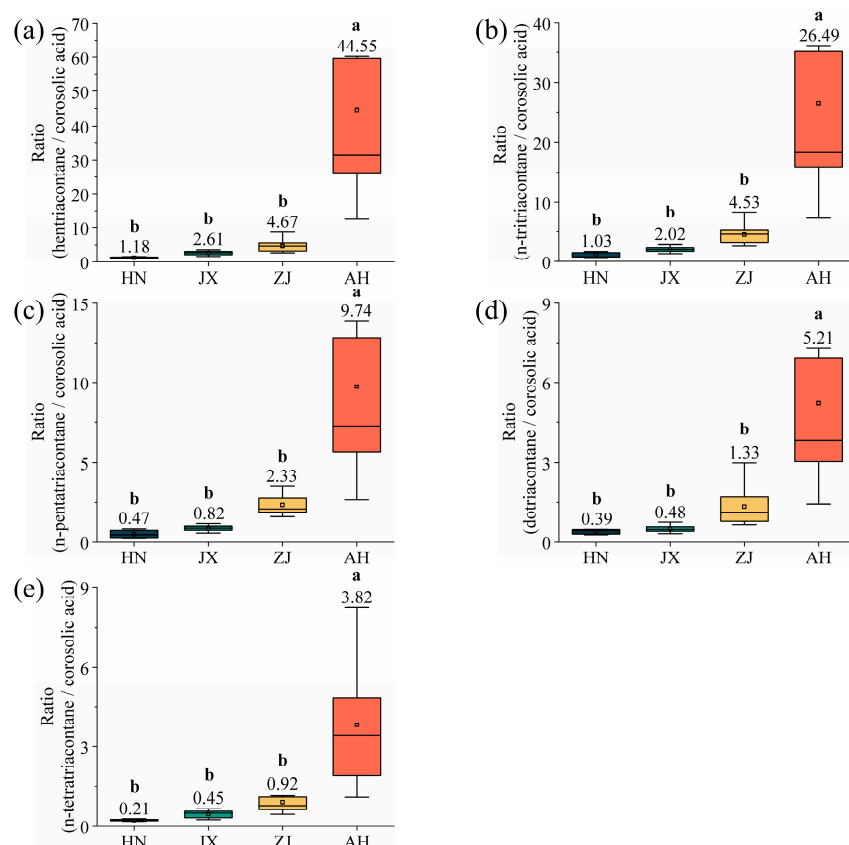 (a)
Ratio
(hentriacontane / corosolic acid)
70
60
50
40
30
20
10
0
b
1.18
b
2.61
b
4.67
a
44.55
HN
JX
ZJ
AH
(b)
Ratio
(n-tritriacontane / corosolic acid)
40
30
20
10
0
b
1.03
b
2.02
b
4.53
a
26.49
HN
JX
ZJ
AH
(c)
Ratio
(n-pentatriacontane / corosolic acid)
15
10
5
0
b
0.47
b
0.82
b
2.33
a
9.74
HN
JX
ZJ
AH
(d)
Ratio
(dotriacontane / corosolic acid)
9
6
3
0
b
0.39
b
0.48
b
1.33
a
5.21
HN
JX
ZJ
AH
(e)
Ratio
(n-tetratriacontane / corosolic acid)
9
6
3
0
b
0.21
b
0.45
b
0.92
a
3.82
HN
JX
ZJ
AH